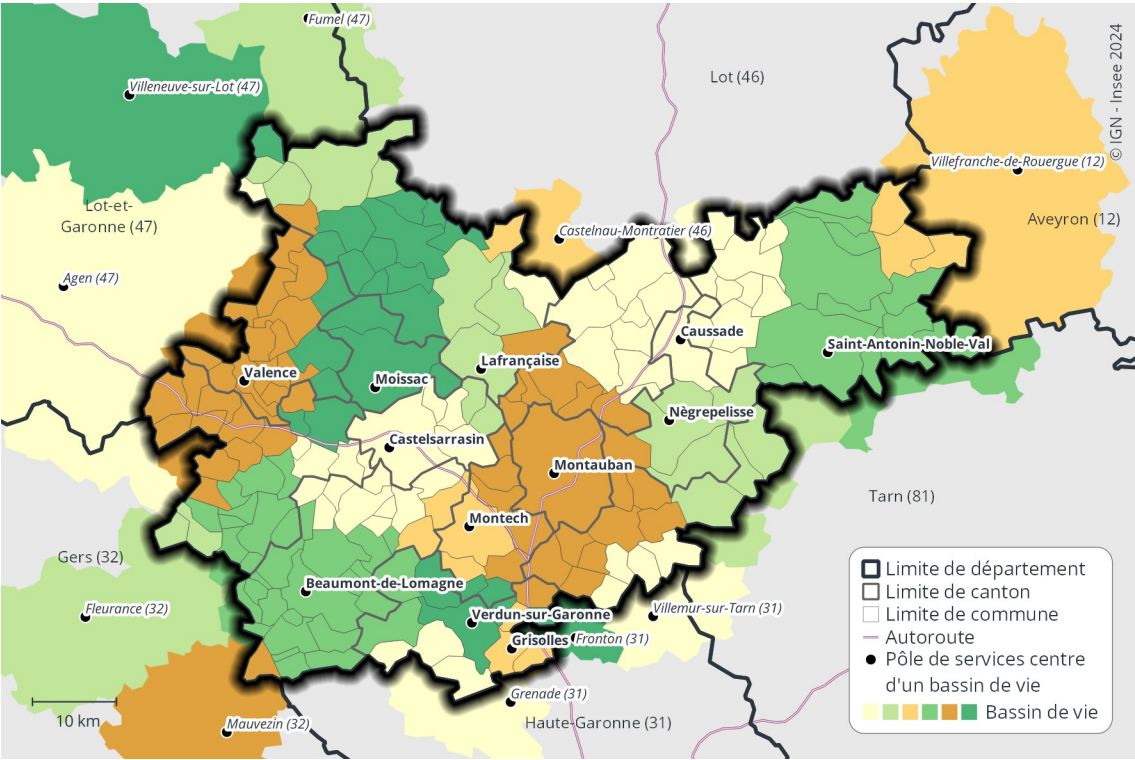 Fumel (47)
© IGN - Insee 2024
Lot (46)
Villeneuve-sur-Lot (47)
Villefranche-de-Rouergue (12)
Lot-et-
Garonne (47)
Aveyron (12)
Castelnau-Montratier (46)
Agen (47)
Caussade
Saint-Antonin-Noble-Val
Lafrançaise
Valence
Moissac
Nègrepelisse
Castelsarrasin
Montauban
Tarn (81)
Montech
Gers (32)
Beaumont-de-Lomagne
Fleurance (32)
Verdun-sur-Garonne
Villemur-sur-Tarn (31)
Grisolles
Fronton (31)
Grenade (31)
10 km
Mauvezin (32)
Haute-Garonne (31)
Limite de département
Limite de canton
Limite de commune
Autoroute
Pôle de services centre
d'un bassin de vie
Bassin de vie